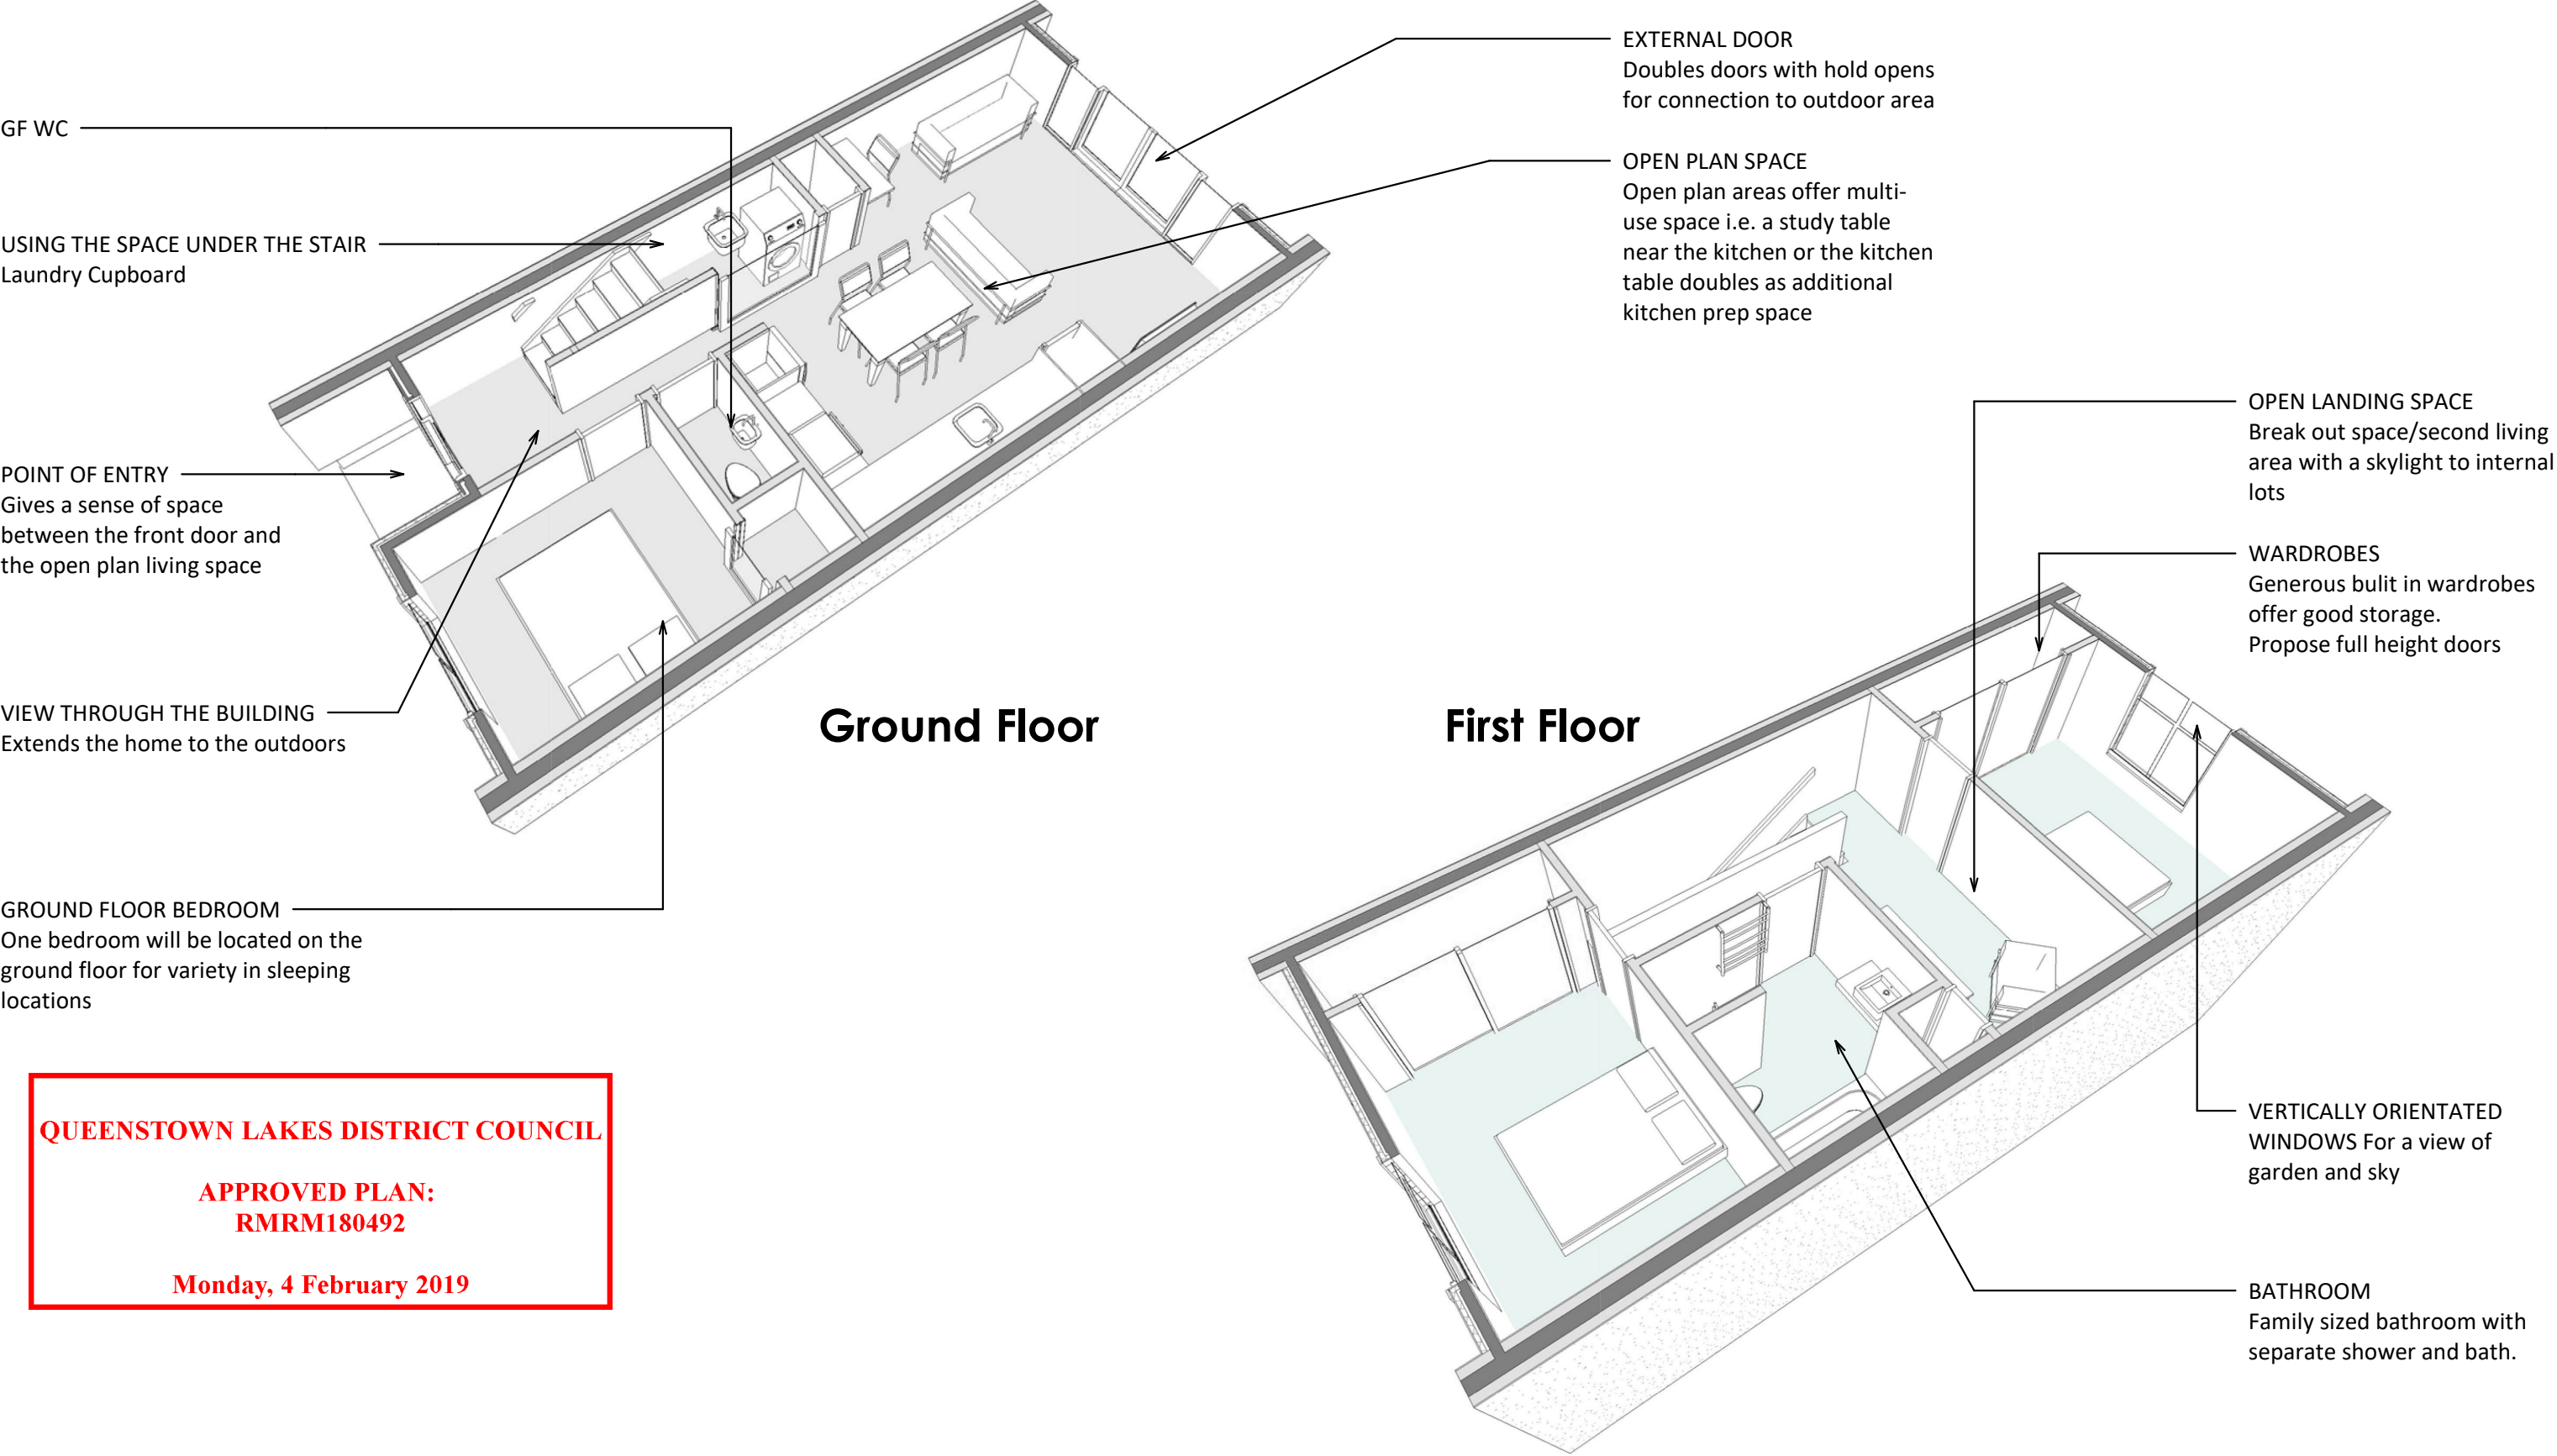 GF WC
USING THE SPACE UNDER THE STAIR
Laundry Cupboard
POINT OF ENTRY
Gives a sense of space
between the front door and
the open plan living space
VIEW THROUGH THE BUILDING
Extends the home to the outdoors
GROUND FLOOR BEDROOM
One bedroom will be located on the
ground floor for variety in sleeping
locations
EXTERNAL DOOR
Doubles doors with hold opens
for connection to outdoor area
OPEN PLAN SPACE
Open plan areas offer multi-
use space i.e. a study table
near the kitchen or the kitchen
table doubles as additional
kitchen prep space
Ground Floor
First Floor
OPEN LANDING SPACE
Break out space/second living
area with a skylight to internal
lots
WARDROBES
Generous bulit in wardrobes
offer good storage.
Propose full height doors
VERTICALLY ORIENTATED
WINDOWS For a view of
garden and sky
BATHROOM
Family sized bathroom with
separate shower and bath.
QUEENSTOWN LAKES DISTRICT COUNCIL
APPROVED PLAN:
RMRM180492
Monday, 4 February 2019